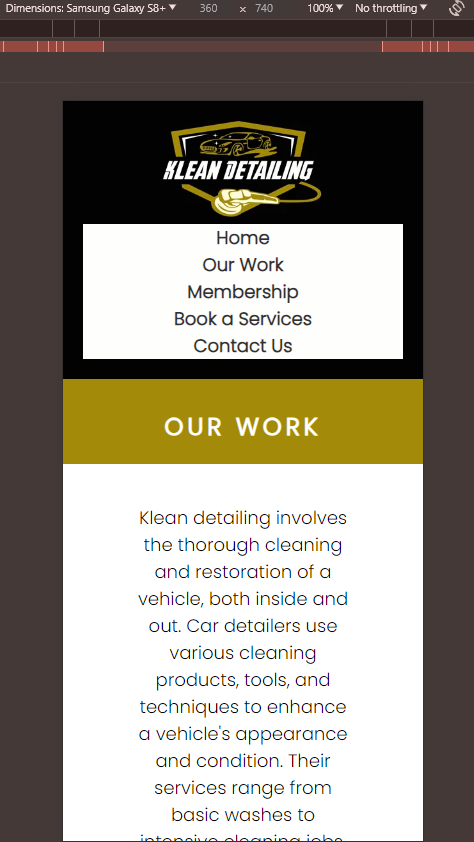 Dimensions: Samsung Galaxy S8+ ▼ 360 × 740 100% ▼ No throttling ▼
KLEAN DETAILING
Home
Our Work
Membership
Book a Services
Contact Us
OUR WORK
Klean detailing involves
the thorough cleaning
and restoration of a
vehicle, both inside and
out. Car detailers use
various cleaning
products, tools, and
techniques to enhance
a vehicle's appearance
and condition. Their
services range from
basic washes to
intensive cleaning jobs